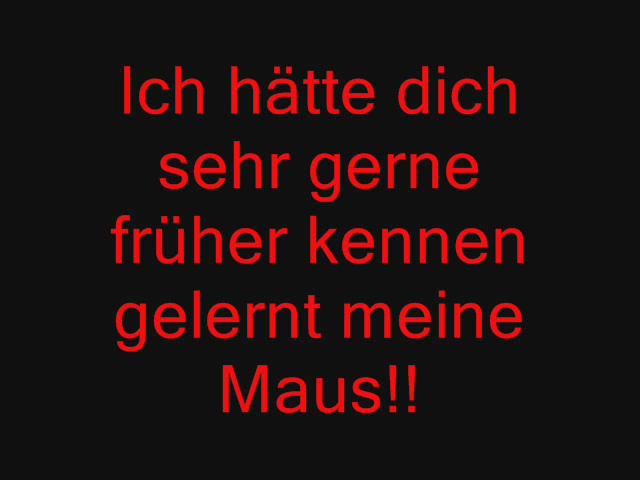 Ich hätte dich
sehr gerne
früher kennen
gelernt meine
Maus!!